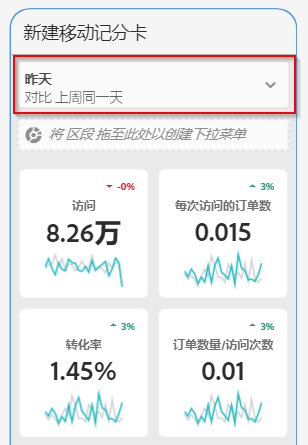 新建移动记分卡
昨天
对比 上周同一天
将 区段 拖至此处以创建下拉菜单
-0%
访问
8.26万
3%
每次访问的订单数
0.015
3%
转化率
1.45%
3%
订单数量/访问次数
0.01